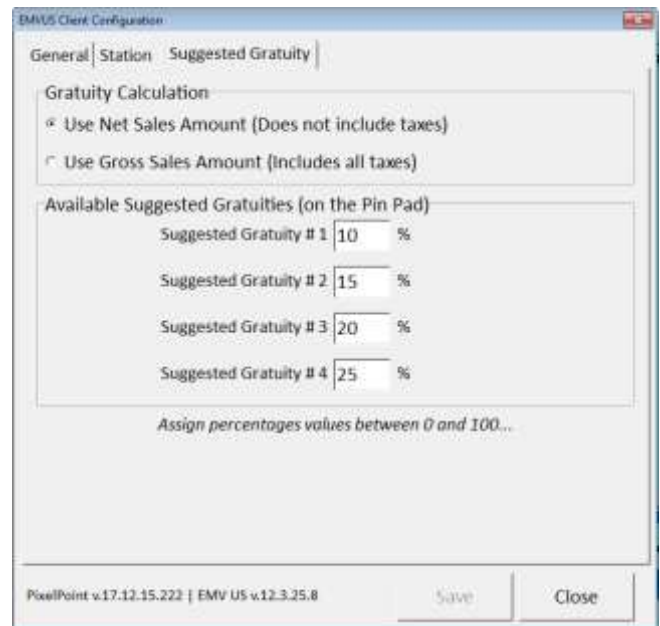 EMVUS Client Configuration
General Station Suggested Gratuity
Gratuity Calculation
Use Net Sales Amount (Does not include taxes)
Use Gross Sales Amount (Includes all taxes)
Available Suggested Gratuities (on the Pin Pad)
Suggested Gratuity # 1 10 %
Suggested Gratuity # 2 15 %
Suggested Gratuity # 3 20 %
Suggested Gratuity # 4 25 %
Assign percentages values between 0 and 100...
PixelPoint v.17.12.15.222 | EMV US v.12.3.25.8 Save Close